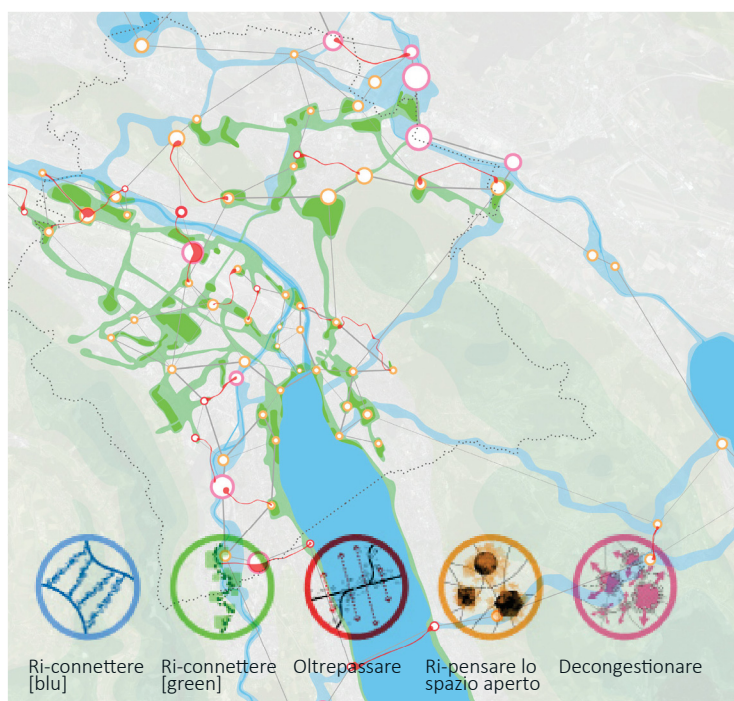 Ri-connettere
[blu]
Ri-connettere
[green]
Oltrepassare
Ri-pensare lo
spazio aperto
Decongestionare